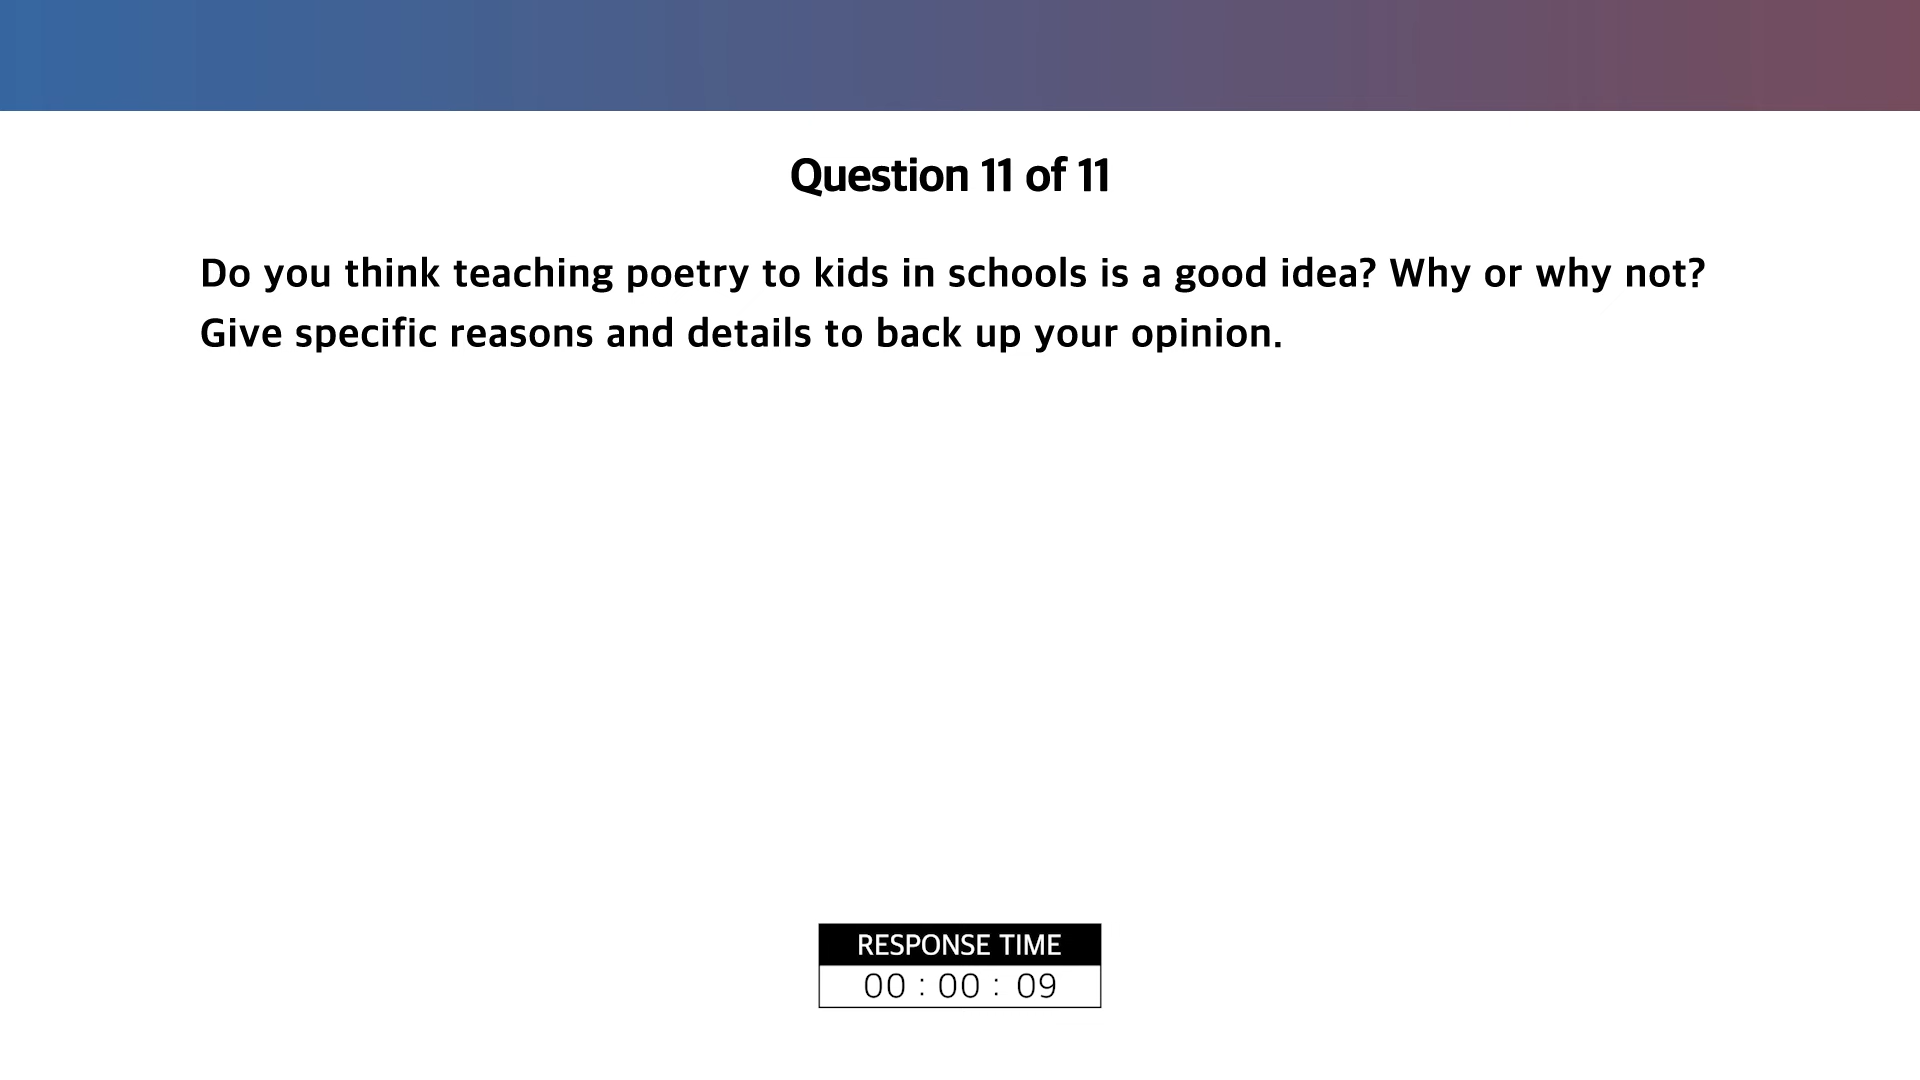 Question 11 of 11
Do you think teaching poetry to kids in schools is a good idea? Why or why not?
Give specific reasons and details to back up your opinion.
RESPONSE TIME
00 : 00 : 09